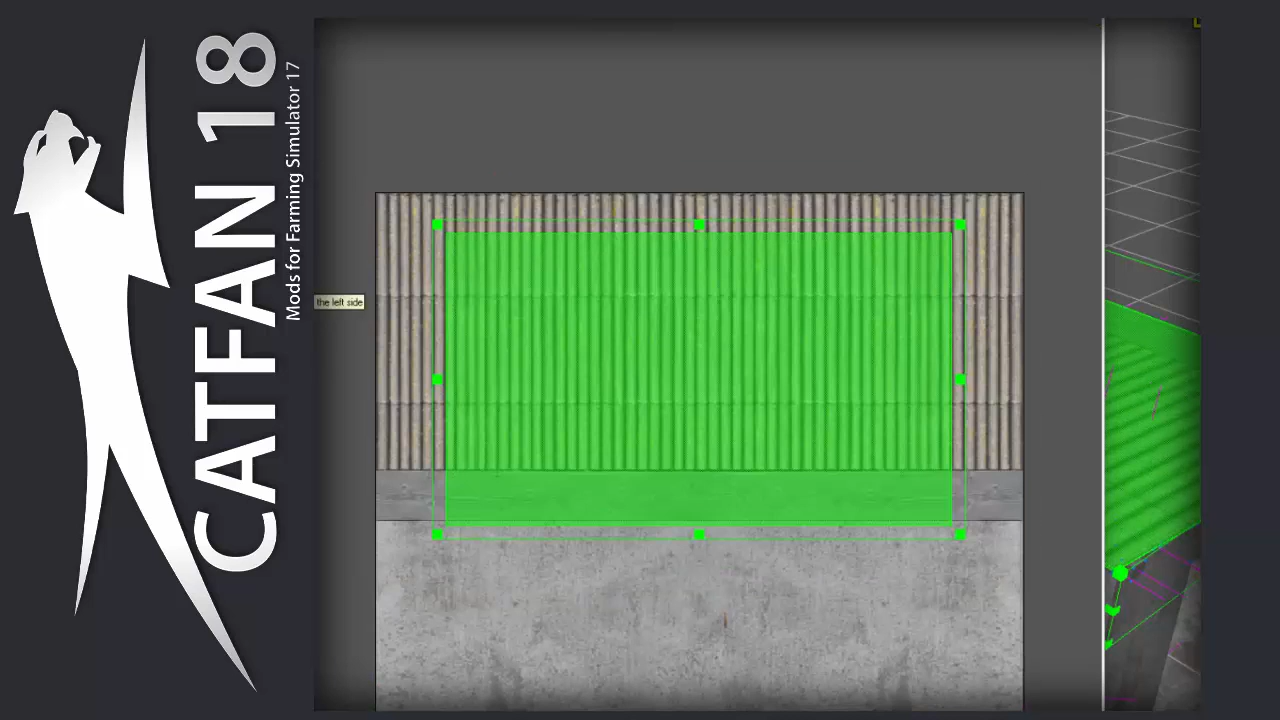 CATFAN 18
Mods for Farming Simulator 17
the left side